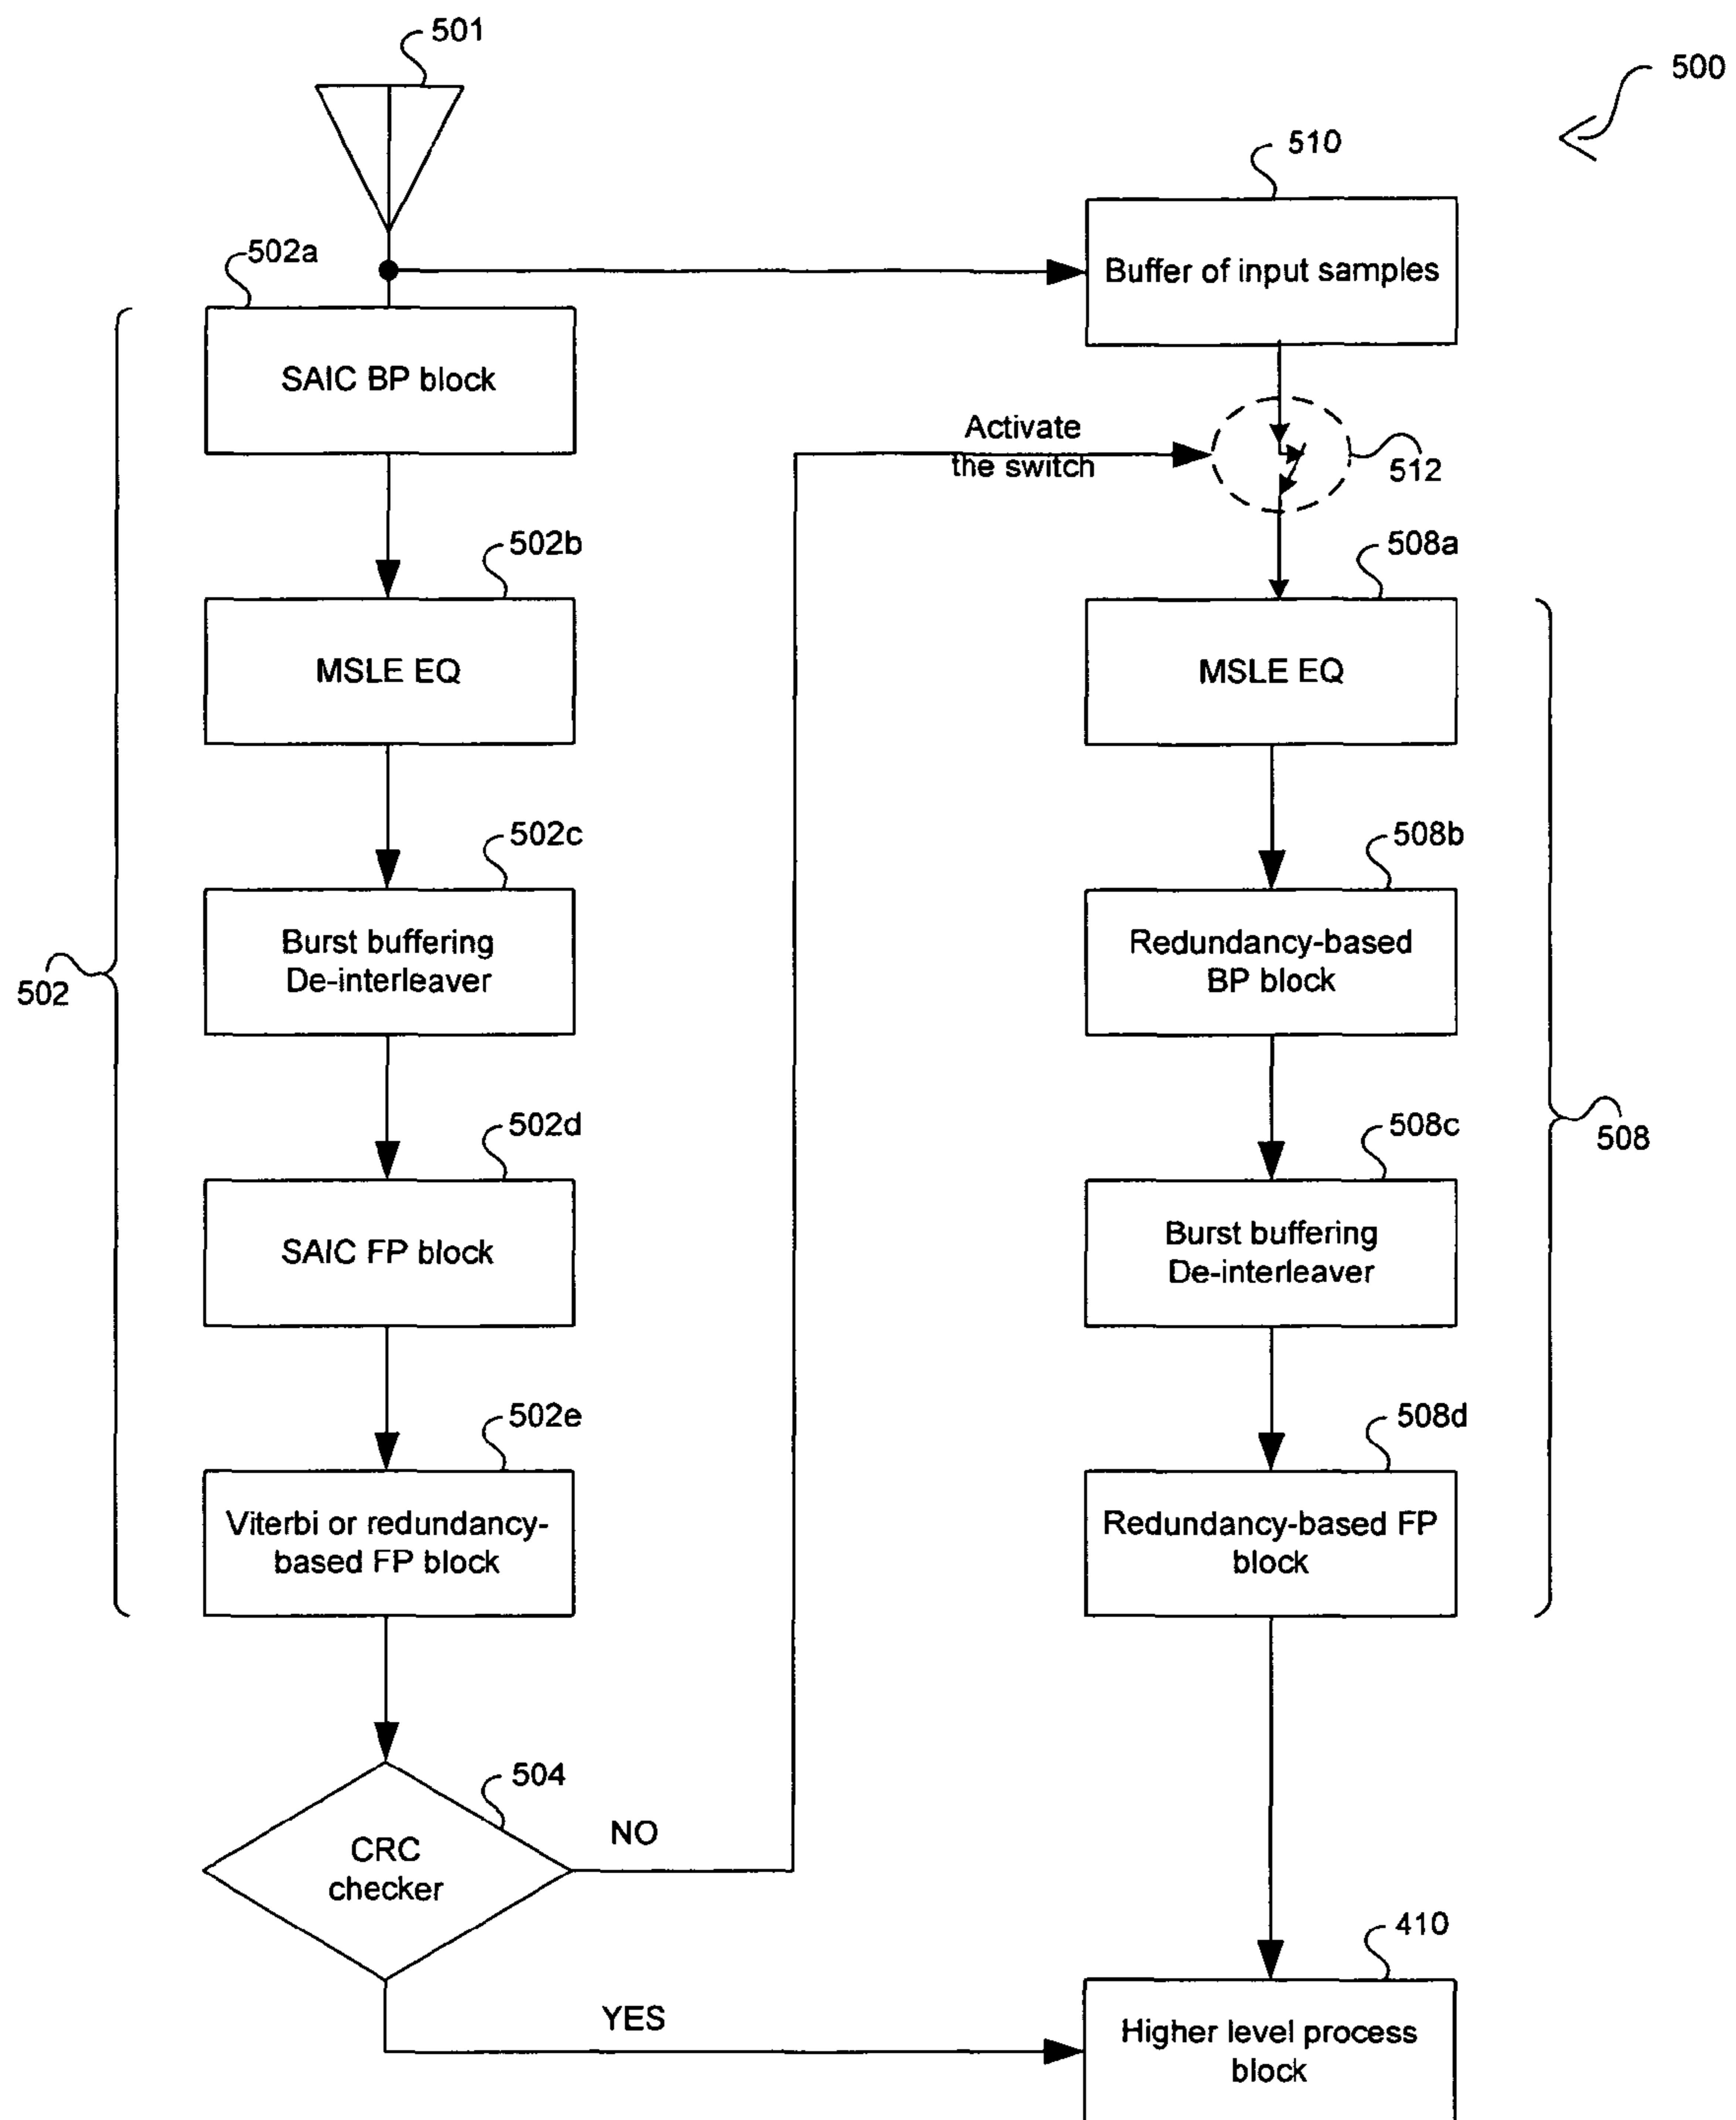 501
500
510
502a
Buffer of input samples
SAIC BP block
Activate
the switch
512
502b
508a
MSLE EQ
MSLE EQ
502c
508b
Burst buffering
De-interleaver
Redundancy-based
BP block
502
502d
508c
508
SAIC FP block
Burst buffering
De-interleaver
502e
508d
Viterbi or redundancy-
based FP block
Redundancy-based FP
block
504
NO
CRC
checker
410
YES
Higher level process
block